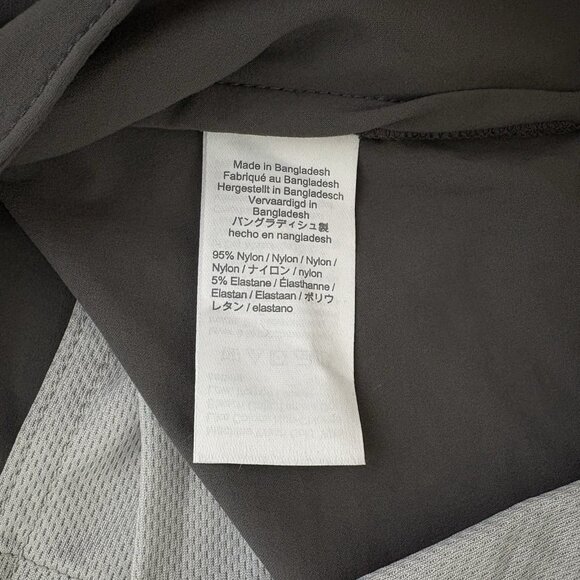 Made in Bangladesh
Fabriqué au Bangladesh
Hergestellt in Bangladesch
Vervaardigd in
Bangladesh
バングラディシュ製
hecho en nangladesh
95% Nylon / Nylon / Nylon /
Nylon / ナイロン / nylon
5% Elastane / Élasthanne /
Elastan / Elastaan / ポリウ
レタン / elastano